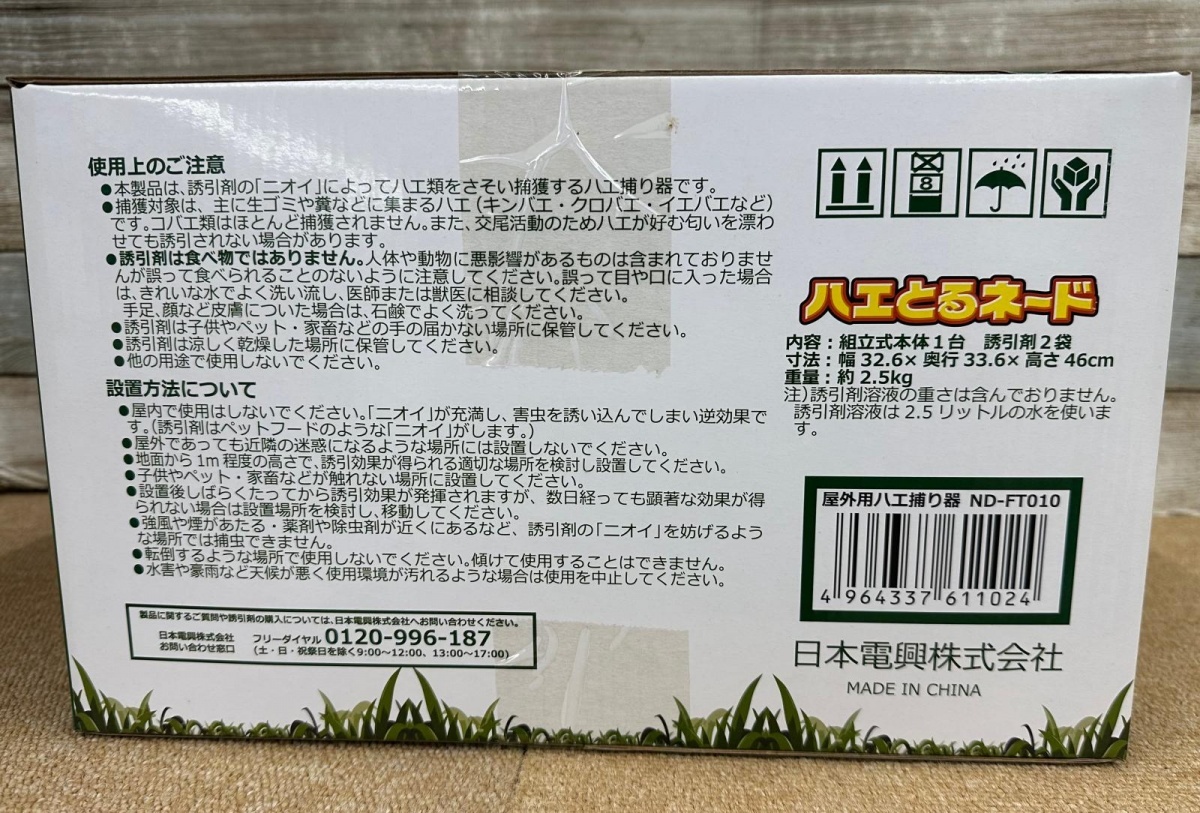 使用上のご注意
●本製品は、誘引剤の「ニオイ」によってハエ類をさそい捕獲するハエ捕り器です。
●捕獲対象は、主に生ゴミや糞などに集まるハエ(キンバエ・クロバエ・イエバエなど)
です。コバエ類はほとんど捕獲されません。また、交尾活動のためハエが好む匂いを漂わ
せても誘引されない場合があります。
●誘引剤は食べ物ではありません。人体や動物に悪影響があるものは含まれておりませ
んが誤って食べられることのないように注意してください。誤って目や口に入った場合
は、きれいな水でよく洗い流し、医師または獣医に相談してください。
手足、顔など皮膚についた場合は、石鹸でよく洗ってください。
●誘引剤は子供やペット・家畜などの手の届かない場所に保管してください。
●誘引剤は涼しく乾燥した場所に保管してください。
●他の用途で使用しないでください。
設置方法について
●屋内で使用はしないでください。「ニオイ」が充満し、害虫を誘い込んでしまい逆効果で
す。(誘引剤はペットフードのような「ニオイ」がします。)
●屋外であっても近隣の迷惑になるような場所には設置しないでください。
●地面から1m程度の高さで、誘引効果が得られる適切な場所を検討し設置してください。
●子供やペット・家畜などが触れない場所に設置してください。
●設置後しばらくたってから誘引効果が発揮されますが、数日経っても顕著な効果が得
られない場合は設置場所を検討し、移動してください。
●強風や煙があたる・薬剤や除虫剤が近くにあるなど、誘引剤の「ニオイ」を妨げるよう
な場所では捕虫できません。
●転倒するような場所で使用しないでください。傾けて使用することはできません。
●水害や豪雨など天候が悪く使用環境が汚れるような場合は使用を中止してください。
製品に関するご質問や誘引剤の購入については、日本電興株式会社へお問い合わせください。
日本電興株式会社
お問い合わせ窓口
フリーダイヤル 0120-996-187
(土・日・祝祭日を除く9:00〜12:00、13:00〜17:00)
8
ハエとるネード
内容:組立式本体1台 誘引剤2袋
寸法:幅32.6×奥行33.6×高さ46cm
重量:約2.5kg
注)誘引剤溶液の重さは含んでおりません。
誘引剤溶液は2.5リットルの水を使いま
す。
屋外用ハエ捕り器 ND-FT010
4 964337 611024
日本電興株式会社
MADE IN CHINA